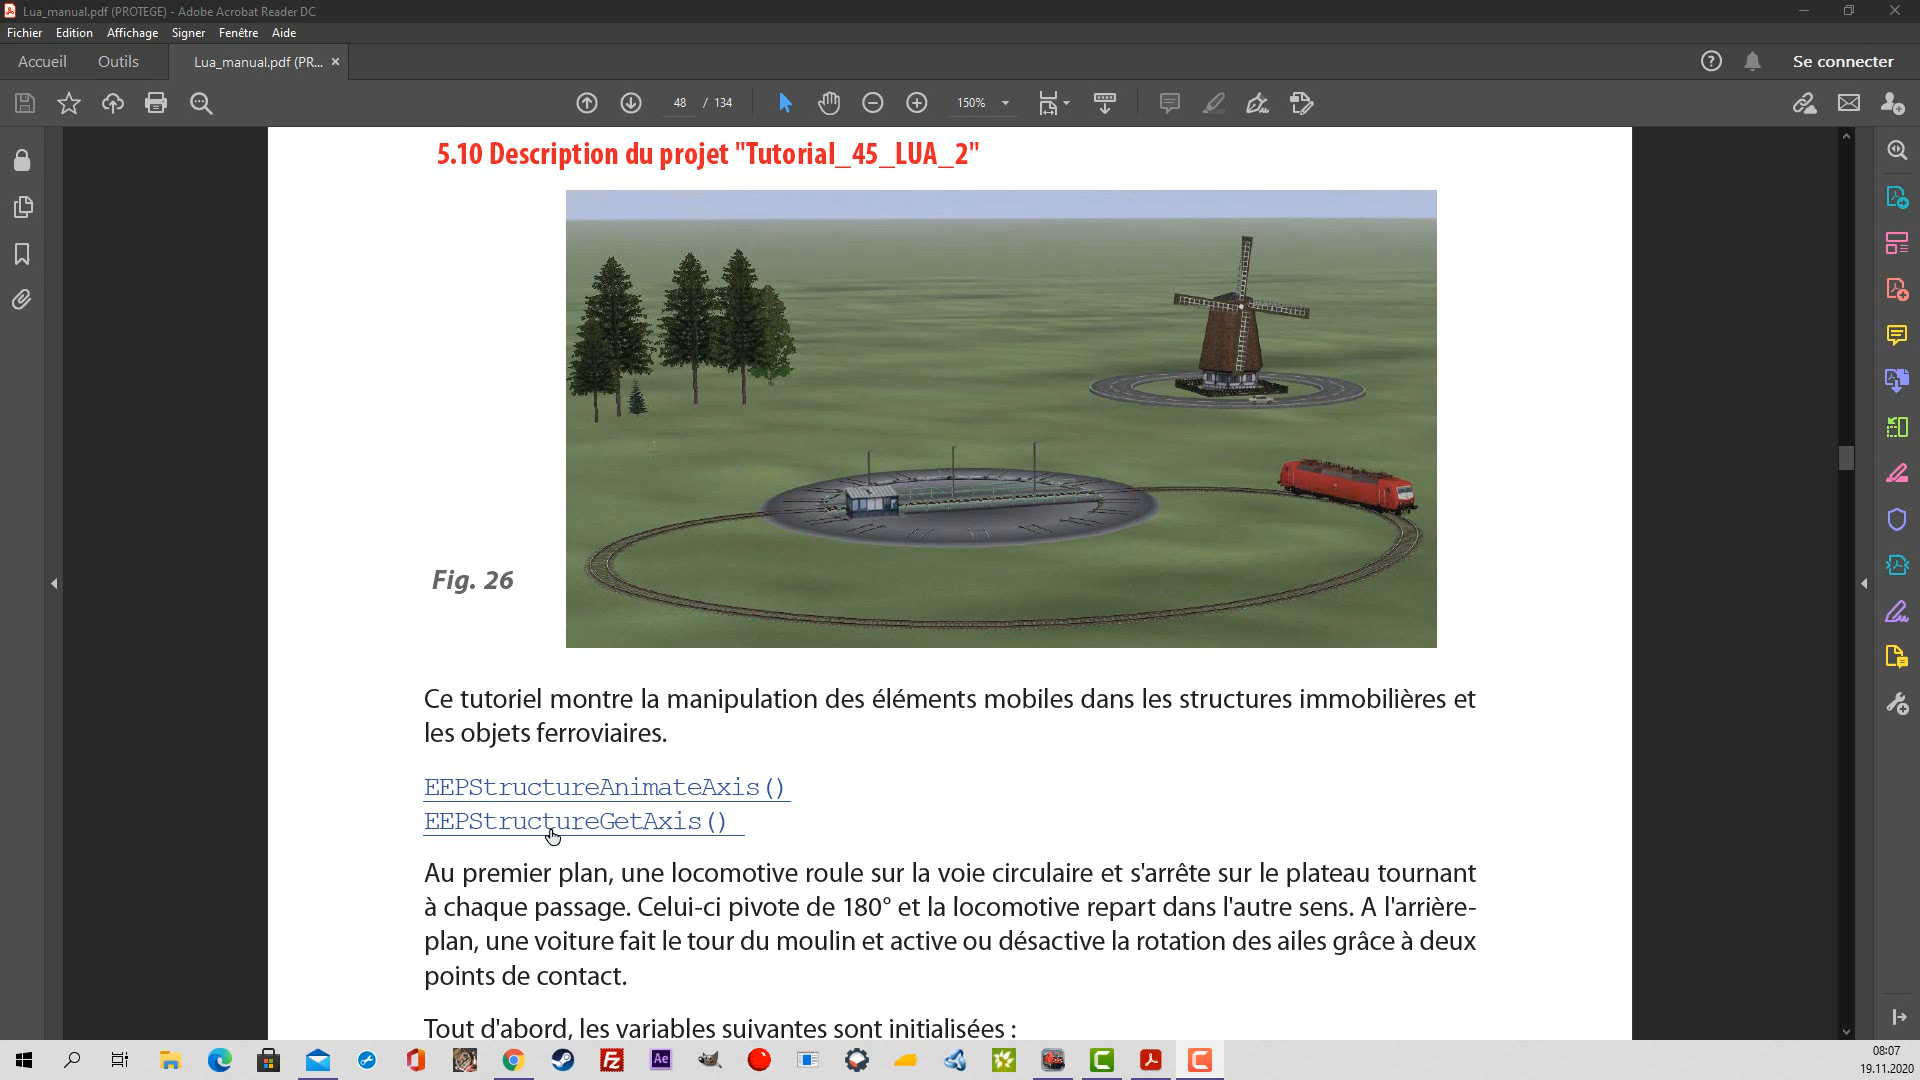 Lua_manual.pdf (PROTEGE) - Adobe Acrobat Reader DC
Fichier Edition Affichage Signer Fenêtre Aide
Accueil Outils Lua_manual.pdf (PR... × Se connecter
48 / 134 150%
5.10 Description du projet "Tutorial_45_LUA_2"
Fig. 26
Ce tutoriel montre la manipulation des éléments mobiles dans les structures immobilières et
les objets ferroviaires.
EEPStructureAnimateAxis()
EEPStructureGetAxis()
Au premier plan, une locomotive roule sur la voie circulaire et s'arrête sur le plateau tournant
à chaque passage. Celui-ci pivote de 180° et la locomotive repart dans l'autre sens. A l'arrière-
plan, une voiture fait le tour du moulin et active ou désactive la rotation des ailes grâce à deux
points de contact.
Tout d'abord, les variables suivantes sont initialisées :
Ae
08:07
19.11.2020